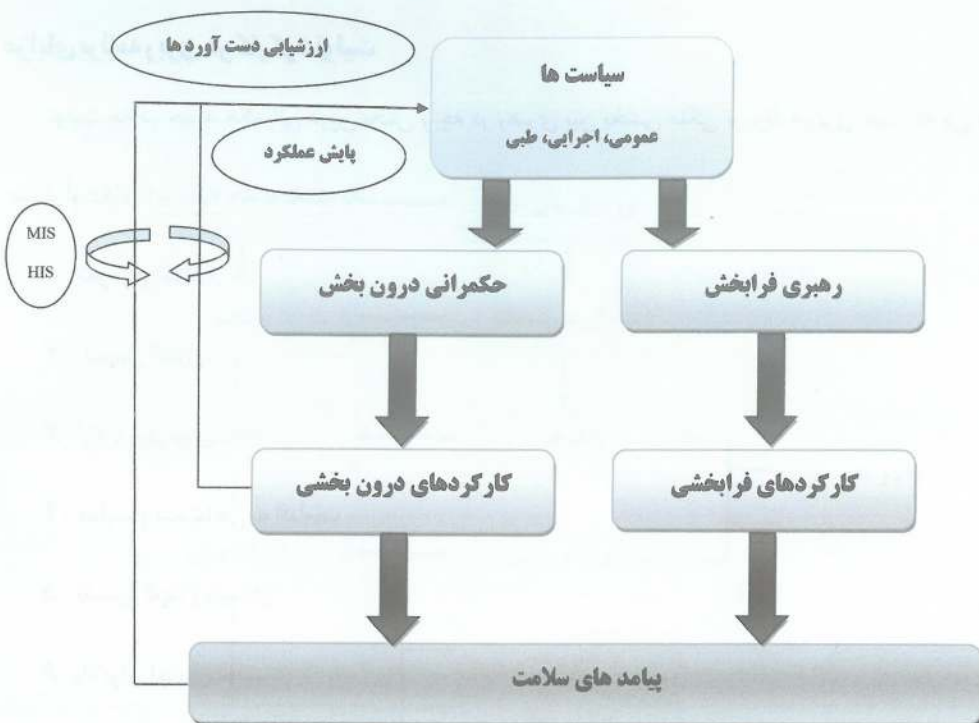 ارزشیابی دست آورد ها
سیاست ها
عمومی، اجرایی، طبی
پایش عملکرد
MIS
HIS
رهبری فرابخش
حکمرانی درون بخش
کارکردهای فرابخشی
کارکردهای درون بخشی
پیامد های سلامت